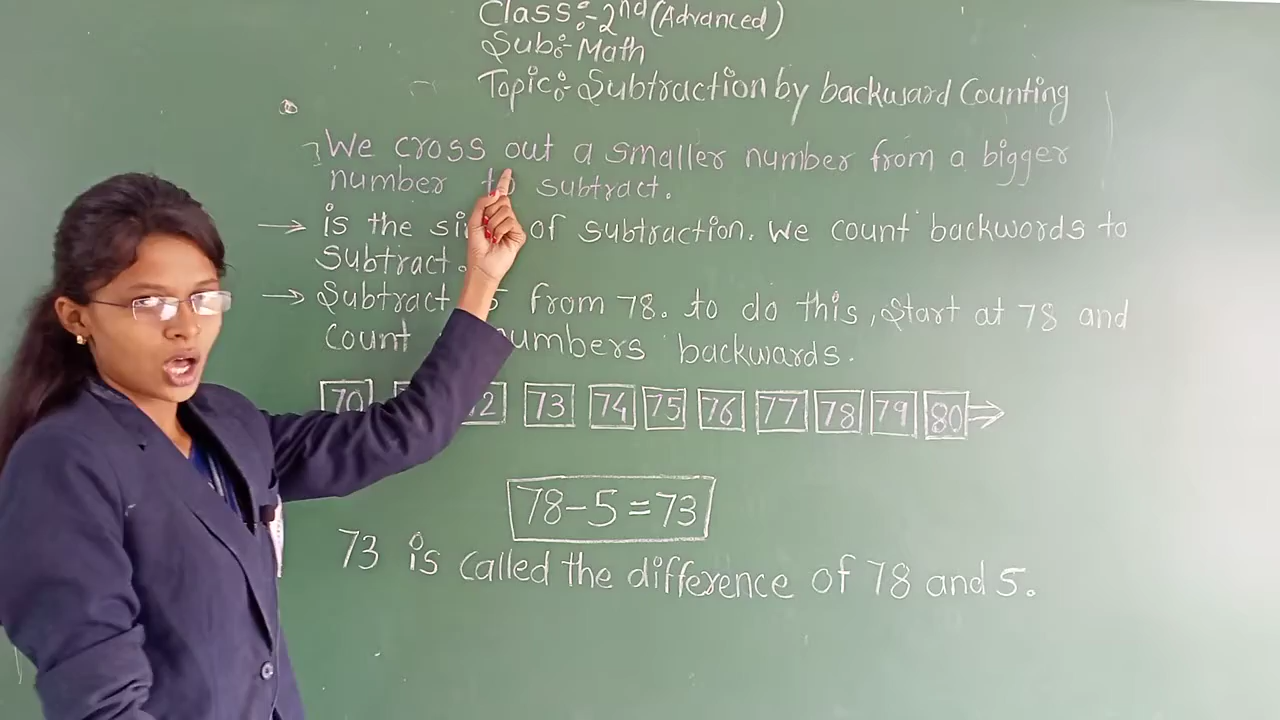 Class:-2nd (Advanced)
Sub:- Math
Topic:- Subtraction by backward Counting
We cross out a smaller number from a bigger
number to subtract.
→ is the of subtraction. We count backwords to
Subtract.
→ Subtract 5 from 78. to do this, Start at 78 and
Count numbers backwards.
70 72 73 74 75 76 77 78 79 80
78-5=73
73 is called the difference of 78 and 5.